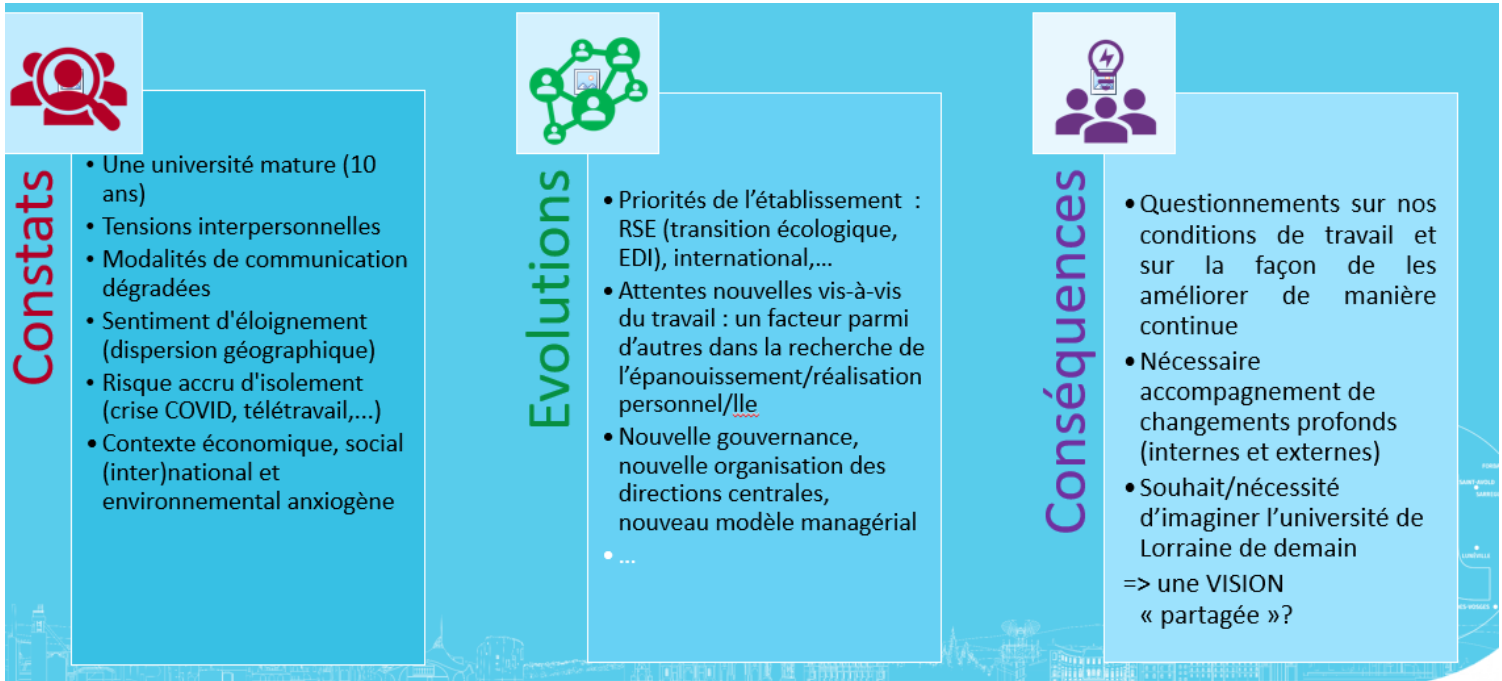 Constats
• Une université mature (10
ans)
• Tensions interpersonnelles
• Modalités de communication
dégradées
• Sentiment d'éloignement
(dispersion géographique)
• Risque accru d'isolement
(crise COVID, télétravail,...)
• Contexte économique, social
(inter)national et
environnemental anxiogène
Evolutions
• Priorités de l’établissement :
RSE (transition écologique,
EDI), international,...
• Attentes nouvelles vis-à-vis
du travail : un facteur parmi
d’autres dans la recherche de
l’épanouissement/réalisation
personnel/lle
• Nouvelle gouvernance,
nouvelle organisation des
directions centrales,
nouveau modèle managérial
• ...
Conséquences
• Questionnements sur nos
conditions de travail et
sur la façon de les
améliorer de manière
continue
• Nécessaire
accompagnement de
changements profonds
(internes et externes)
• Souhait/nécessité
d’imaginer l’université de
Lorraine de demain
=> une VISION
« partagée »?
SAINT-AVOLD
LUNÉVILLE